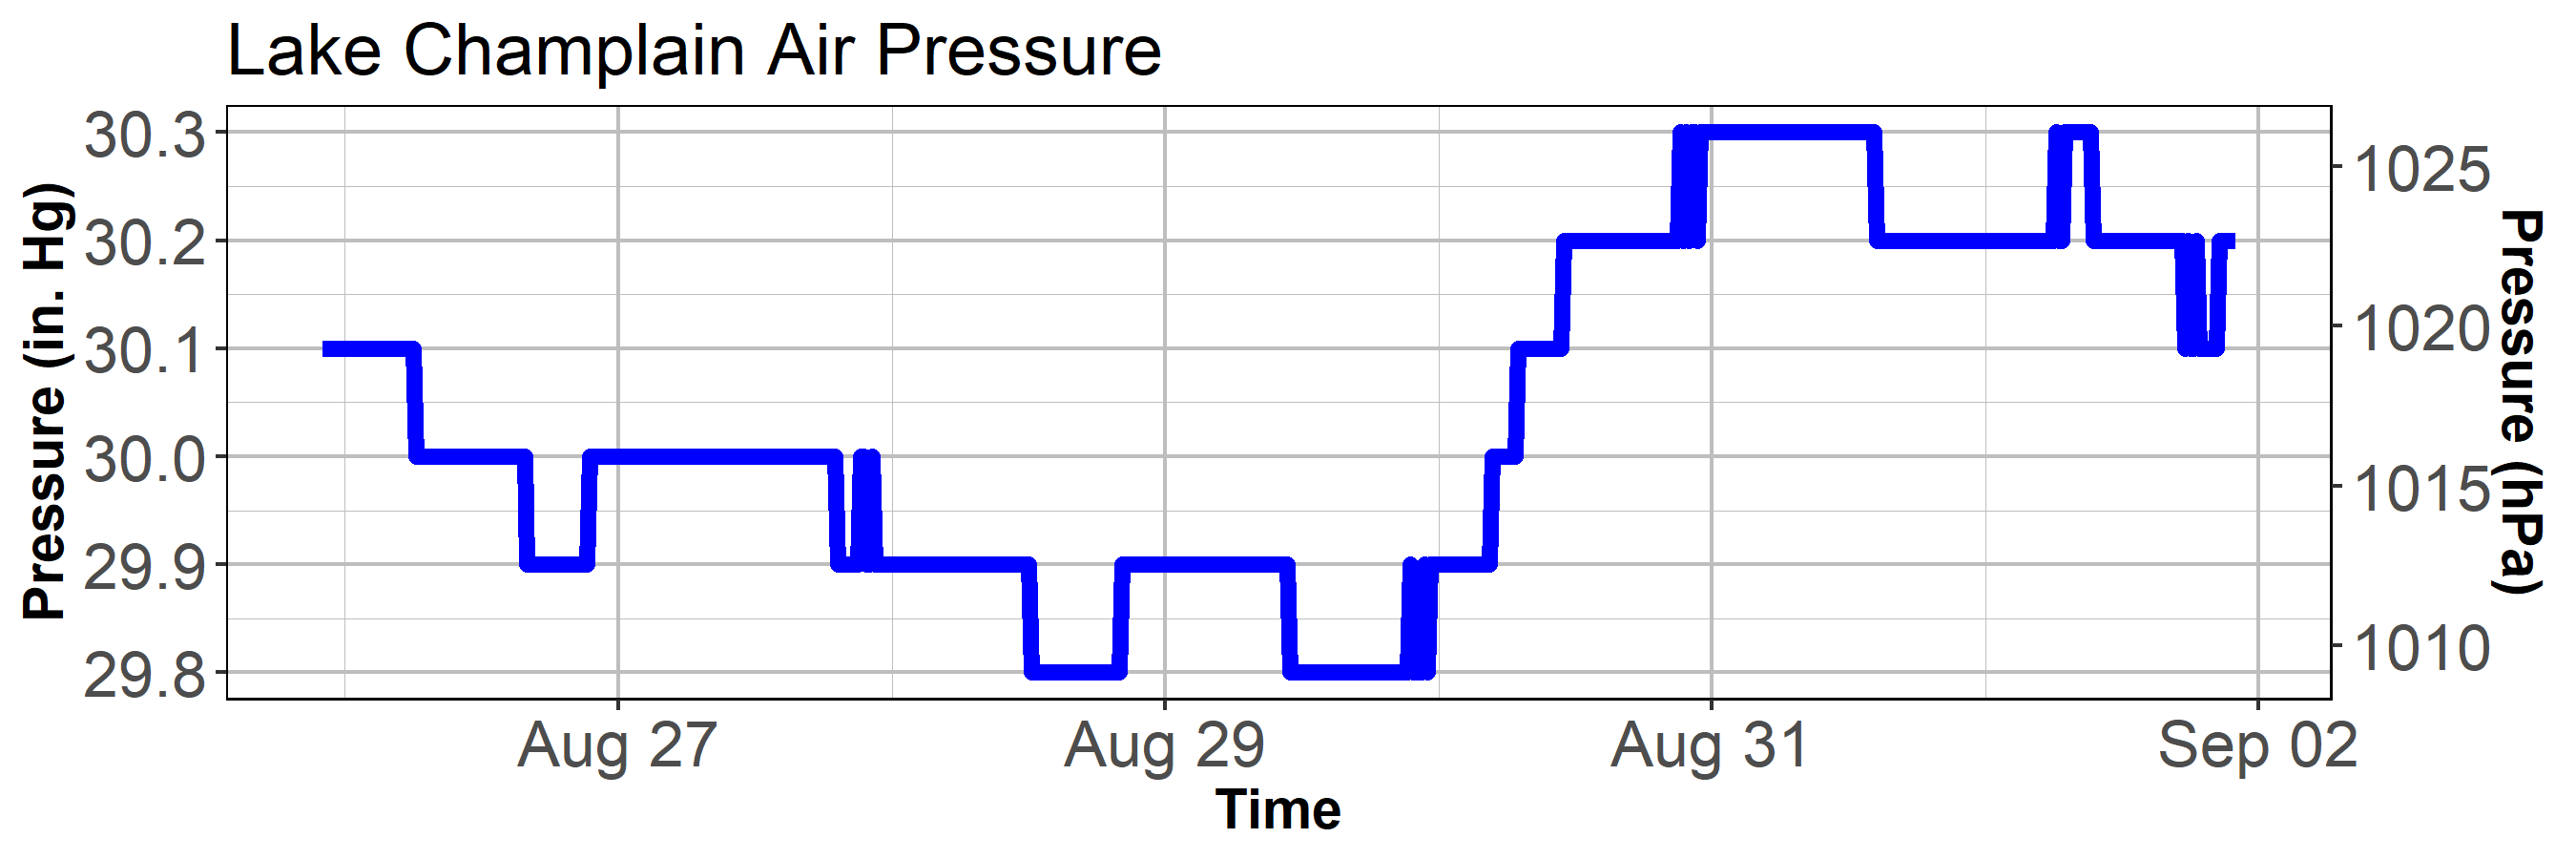 Lake Champlain Air Pressure
Pressure (in. Hg)
30.3
30.2
30.1
30.0
29.9
29.8
1025
1020
1015
1010
Pressure (hPa)
Aug 27
Aug 29
Aug 31
Sep 02
Time